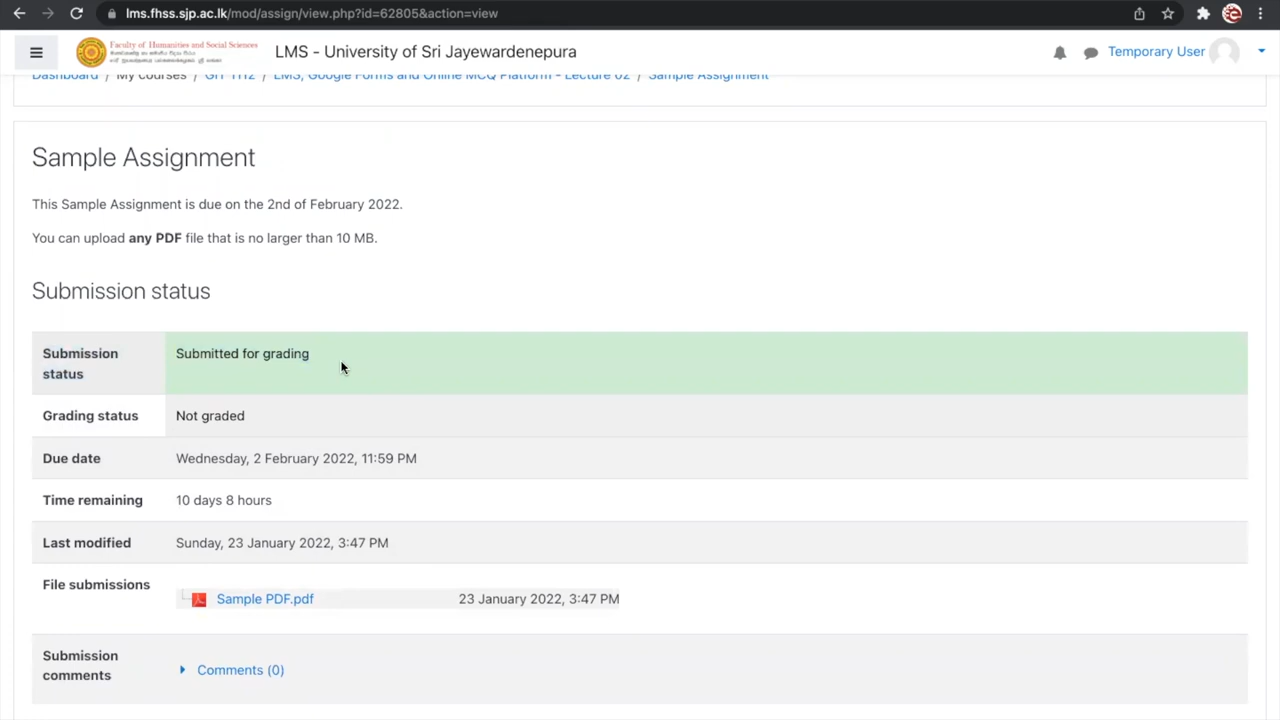 lms.fhss.sjp.ac.lk/mod/assign/view.php?id=62805&action=view
Faculty of Humanities and Social Sciences
LMS - University of Sri Jayewardenepura
Temporary User
Dashboard / My courses / GIT 1112 / LMS, Google Forms and Online MCQ Platform - Lecture 02 / Sample Assignment
Sample Assignment
This Sample Assignment is due on the 2nd of February 2022.
You can upload any PDF file that is no larger than 10 MB.
Submission status
Submission status
Submitted for grading
Grading status
Not graded
Due date
Wednesday, 2 February 2022, 11:59 PM
Time remaining
10 days 8 hours
Last modified
Sunday, 23 January 2022, 3:47 PM
File submissions
Sample PDF.pdf
23 January 2022, 3:47 PM
Submission comments
Comments (0)